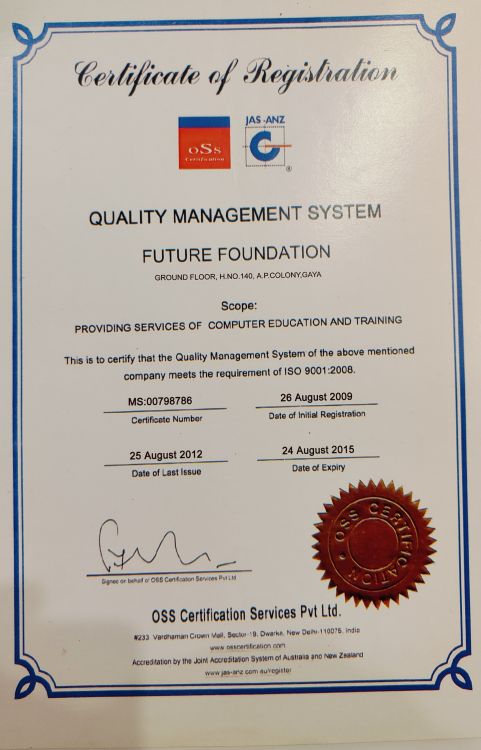 Certificate of Registration
JAS-ANZ
oSs
Certification
®
QUALITY MANAGEMENT SYSTEM
FUTURE FOUNDATION
GROUND FLOOR, H.NO.140, A.P.COLONY,GAYA
Scope:
PROVIDING SERVICES OF COMPUTER EDUCATION AND TRAINING
This is to certify that the Quality Management System of the above mentioned
company meets the requirement of ISO 9001:2008.
MS:00798786
Certificate Number
26 August 2009
Date of Initial Registration
25 August 2012
Date of Last Issue
24 August 2015
Date of Expiry
OSS CERTIFICATION
Signee on behalf of OSS Certification Services Pvt Ltd
OSS Certification Services Pvt Ltd.
#233 Vardhaman Crown Mall, Sector-19, Dwarka, New Delhi-110075, India
www.osscertification.com
Accreditation by the Joint Accreditation System of Australia and New Zealand
www.jas-anz.com.au/register